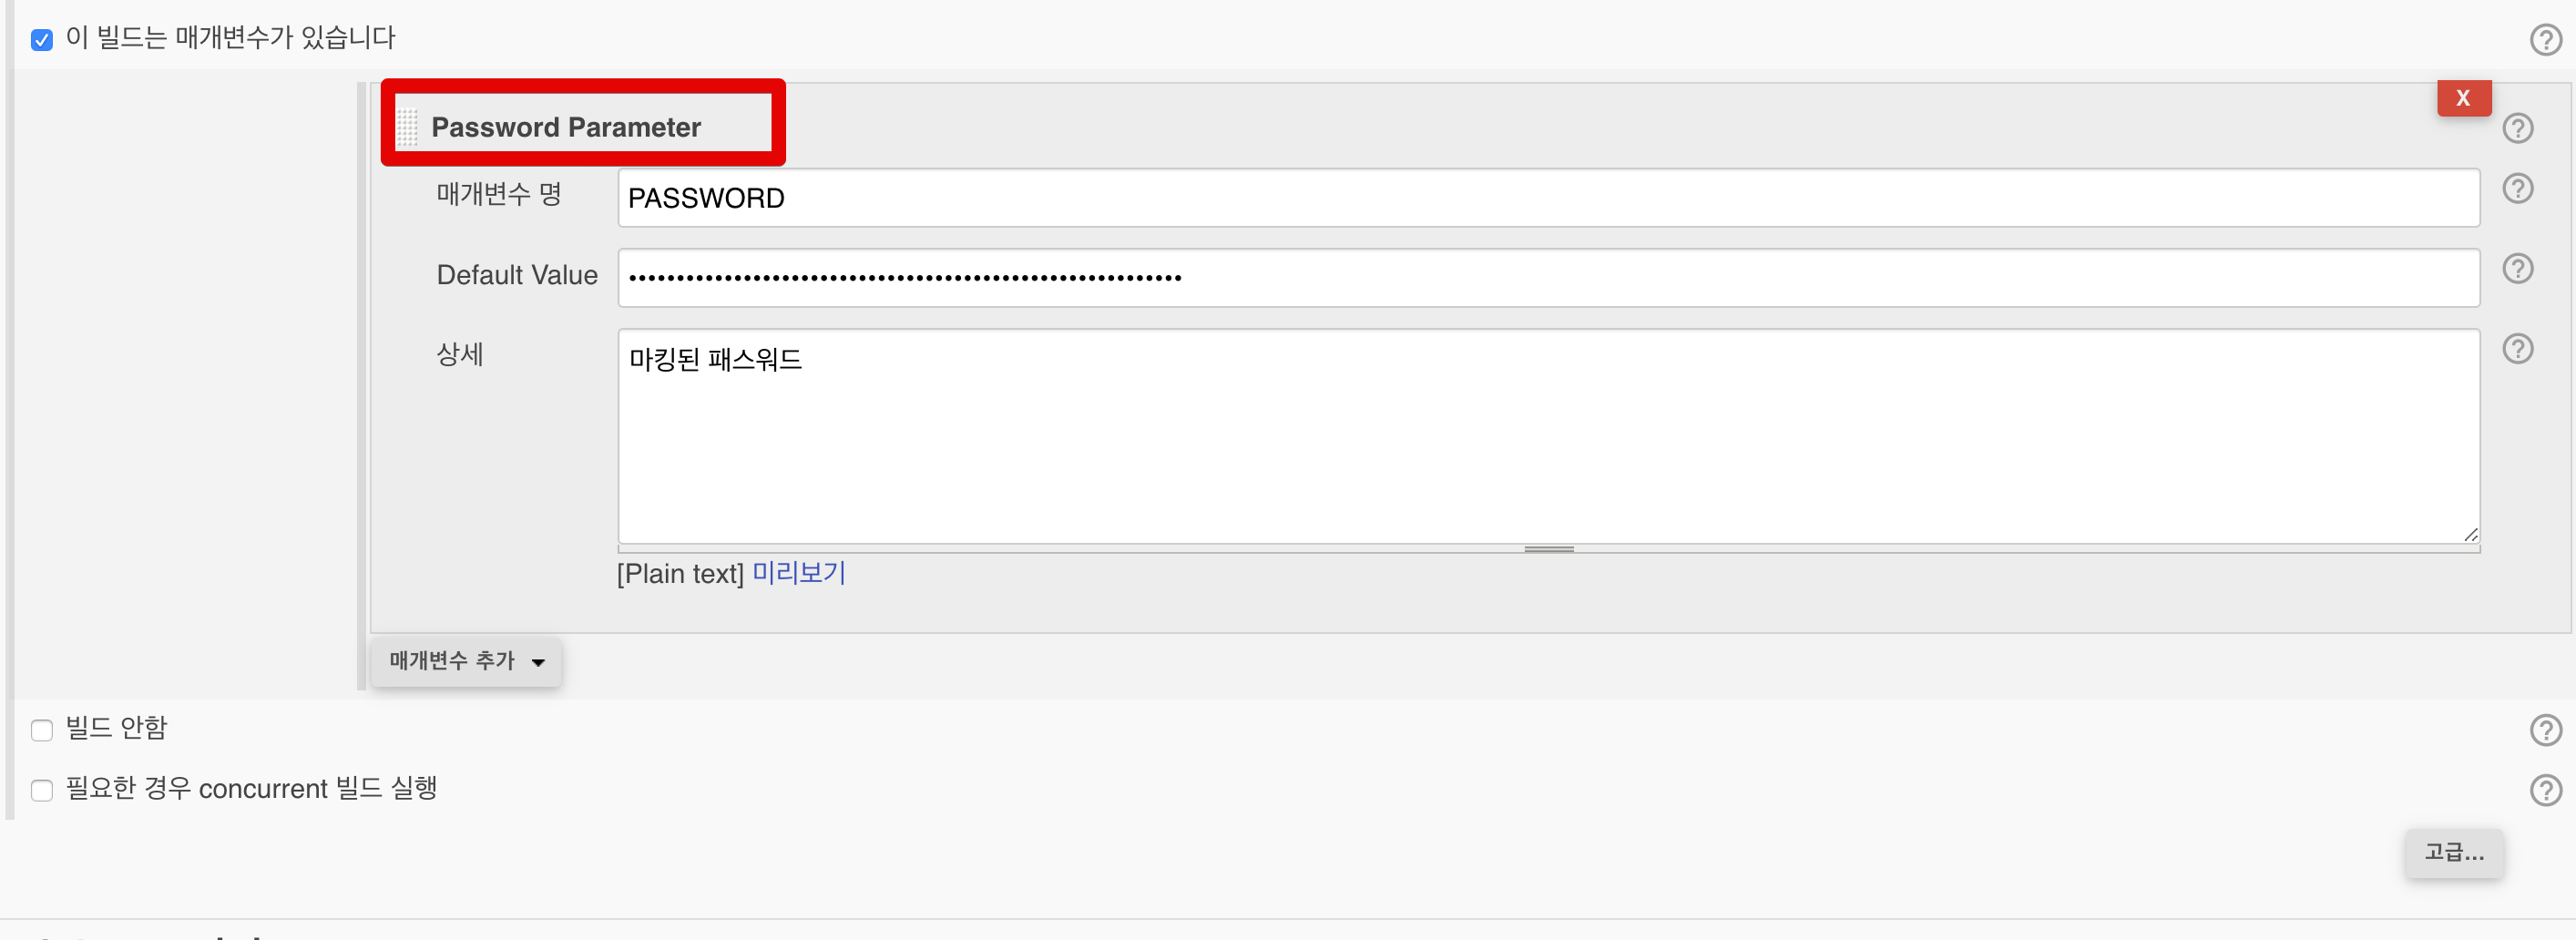 이 빌드는 매개변수가 있습니다
X
Password Parameter
매개변수 명 PASSWORD
Default Value
상세 마킹된 패스워드
[Plain text] 미리보기
매개변수 추가
빌드 안함
필요한 경우 concurrent 빌드 실행
고급...